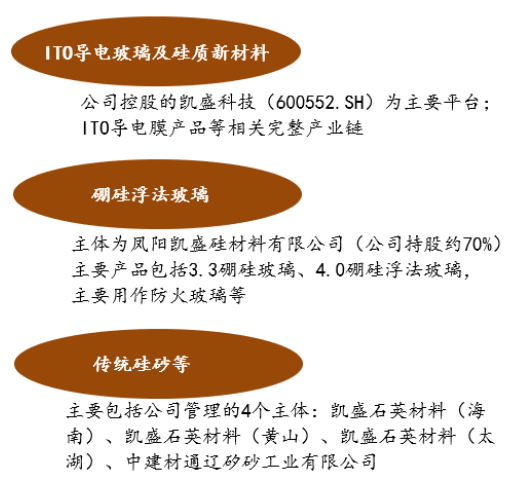 ITO导电玻璃及硅质新材料
公司控股的凯盛科技（600552.SH）为主要平台；
ITO导电膜产品等相关完整产业链
硼硅浮法玻璃
主体为凤阳凯盛硅材料有限公司（公司持股约70%）
主要产品包括3.3硼硅玻璃、4.0硼硅浮法玻璃，
主要用作防火玻璃等
传统硅砂等
主要包括公司管理的4个主体：凯盛石英材料（海
南）、凯盛石英材料（黄山）、凯盛石英材料（太
湖）、中建材通辽矽砂工业有限公司